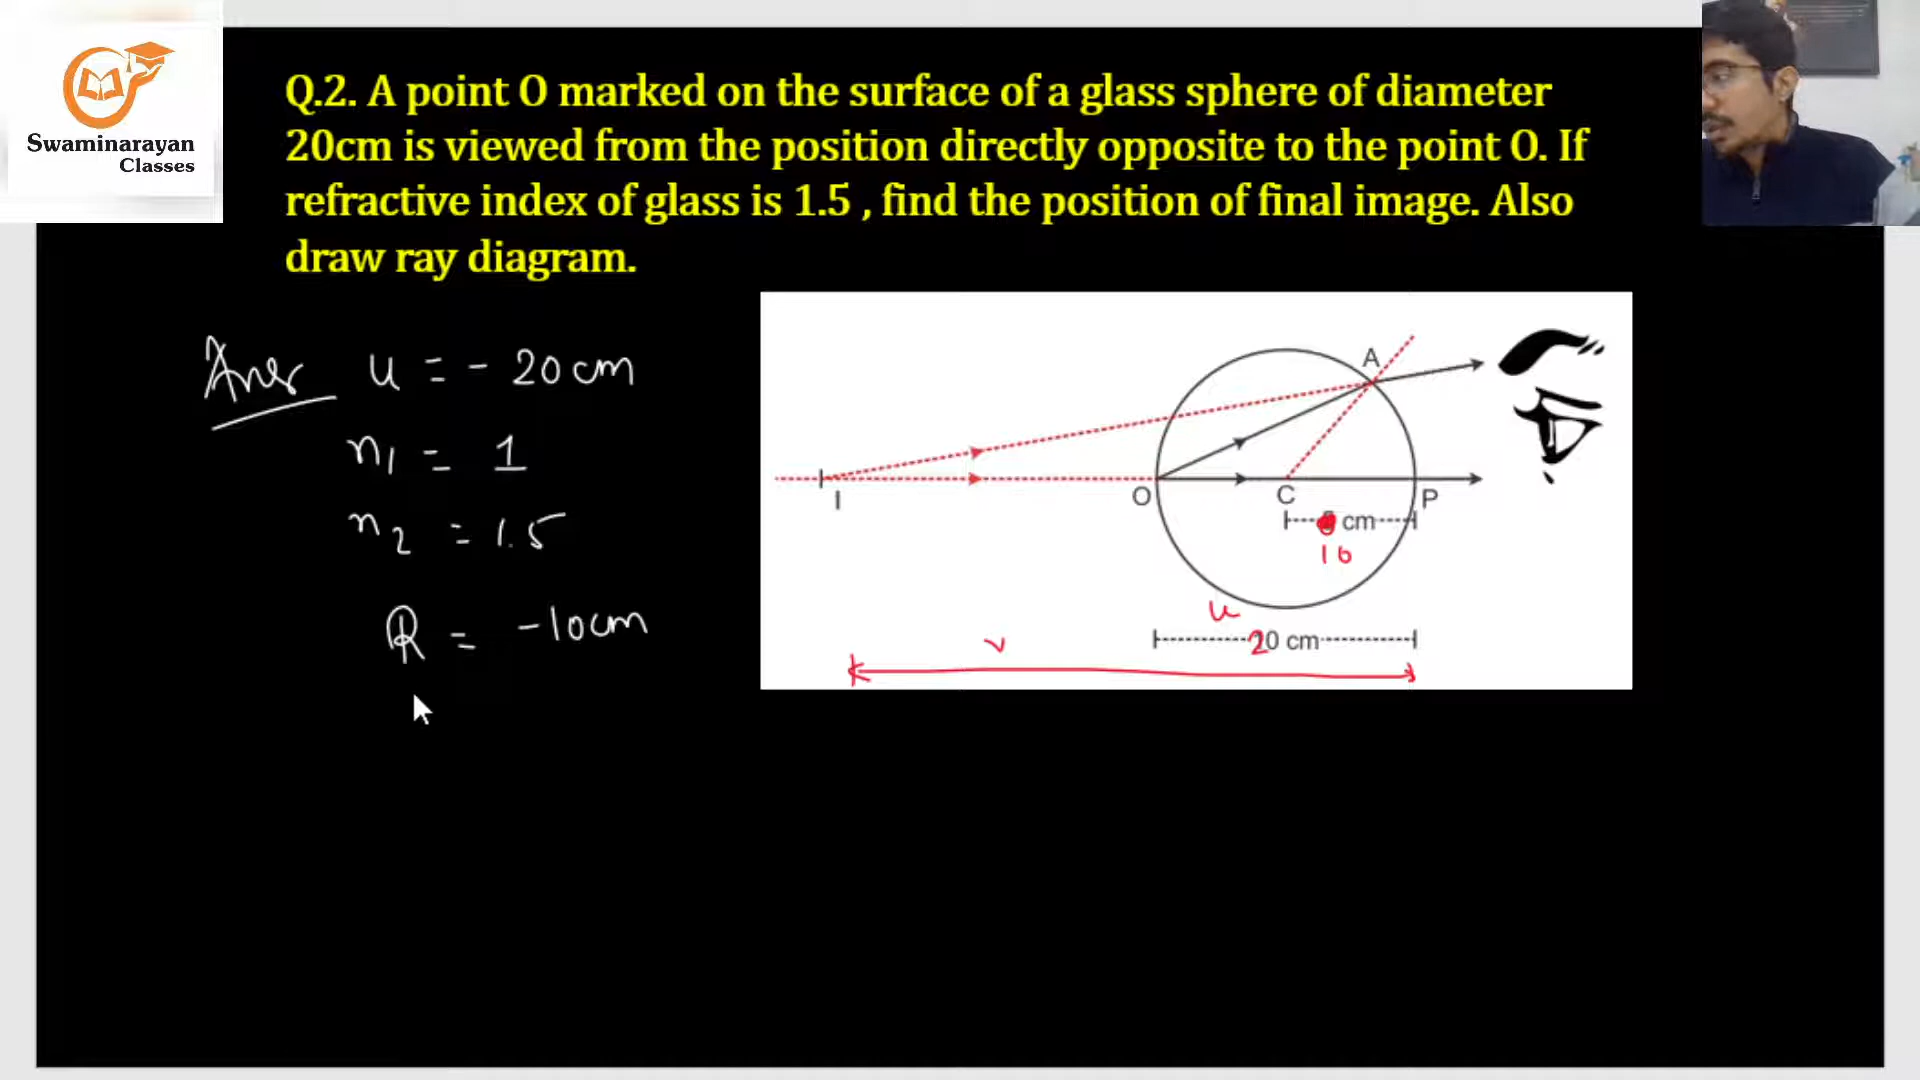 Swaminarayan
Classes
Q.2. A point O marked on the surface of a glass sphere of diameter
20cm is viewed from the position directly opposite to the point O. If
refractive index of glass is 1.5 , find the position of final image. Also
draw ray diagram.
Ans u = - 20 cm
n1 = 1
n2 = 1.5
R = -10cm
A
I
O
C
P
cm
10
u
20 cm
v